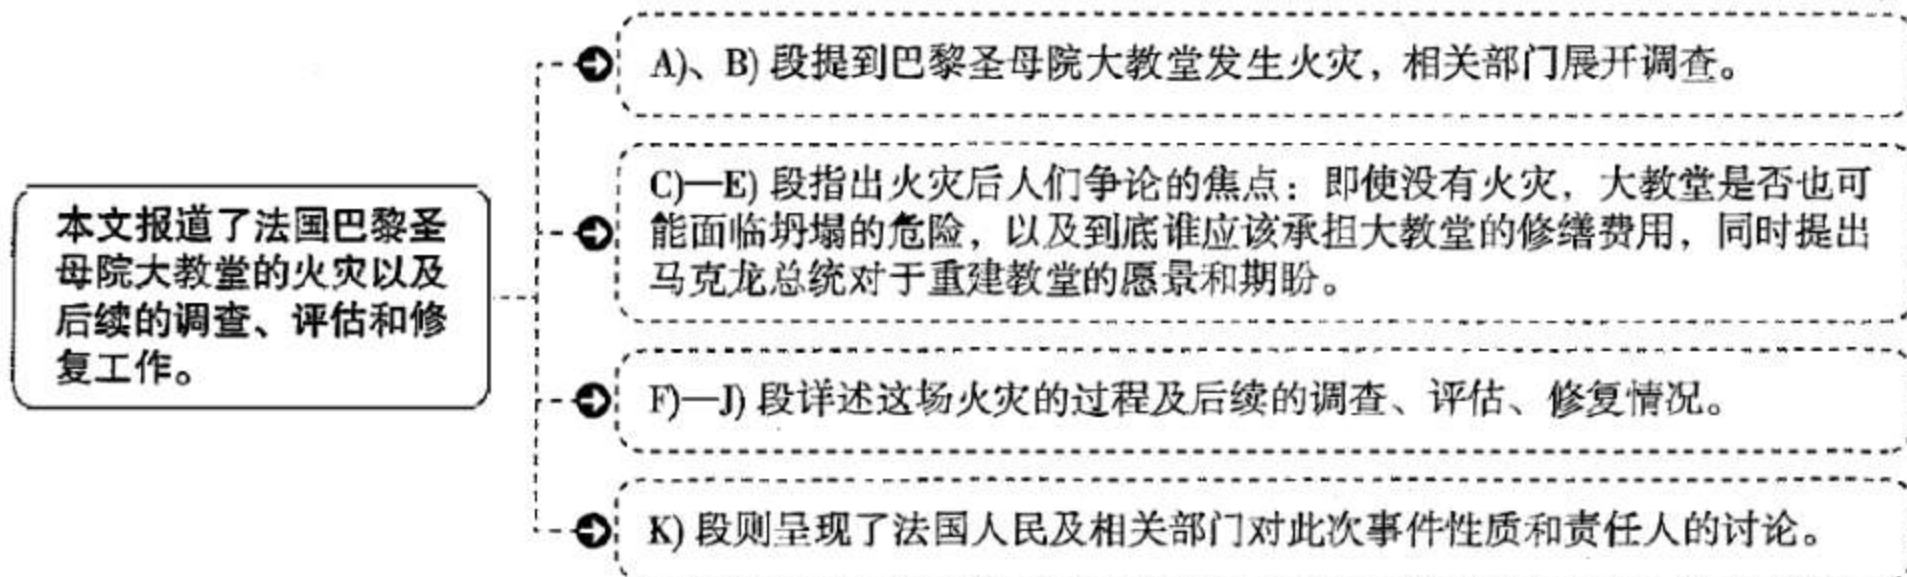 本文报道了法国巴黎圣
母院大教堂的火灾以及
后续的调查、评估和修
复工作。
A)、B) 段提到巴黎圣母院大教堂发生火灾，相关部门展开调查。
C)—E) 段指出火灾后人们争论的焦点：即使没有火灾，大教堂是否也可
能面临坍塌的危险，以及到底谁应该承担大教堂的修缮费用，同时提出
马克龙总统对于重建教堂的愿景和期盼。
F)—J) 段详述这场火灾的过程及后续的调查、评估、修复情况。
K) 段则呈现了法国人民及相关部门对此次事件性质和责任人的讨论。